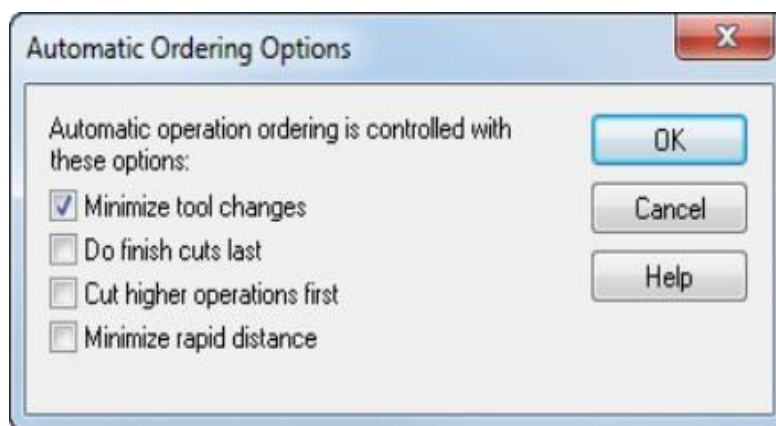 Automatic Ordering Options
X
Automatic operation ordering is controlled with
these options:
Minimize tool changes
Do finish cuts last
Cut higher operations first
Minimize rapid distance
OK
Cancel
Help